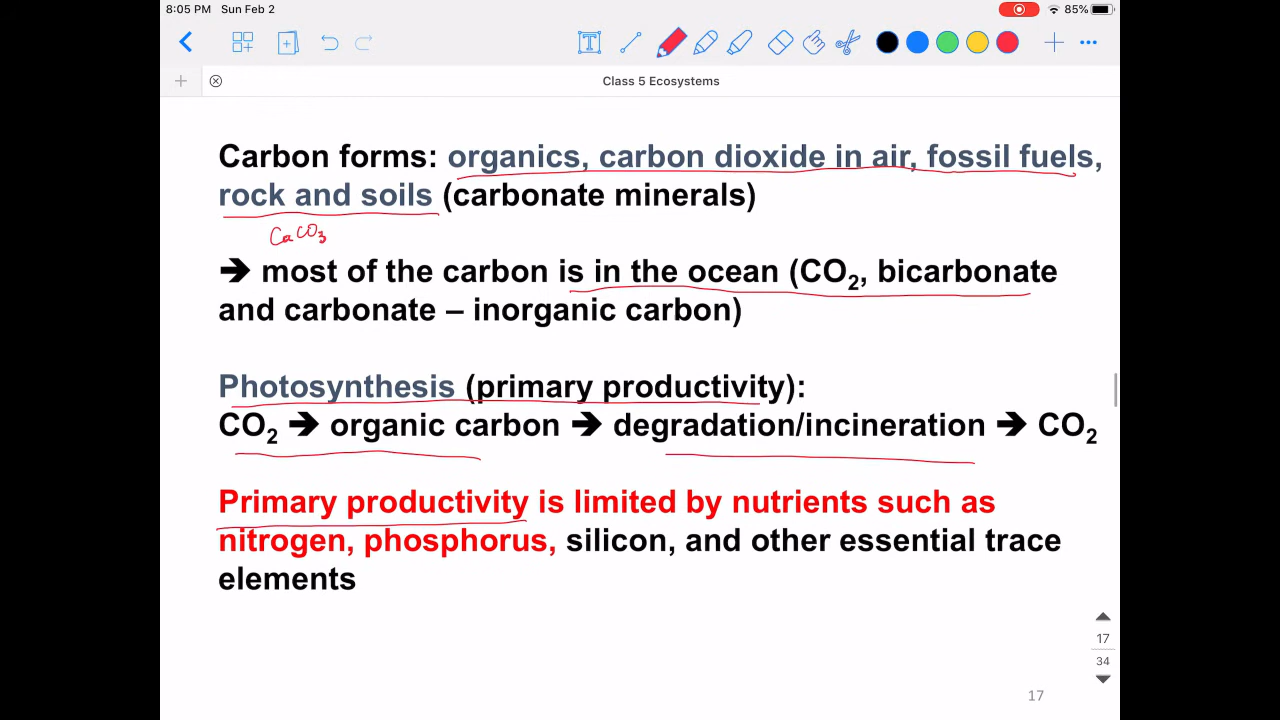 8:05 PM Sun Feb 2
85%
Class 5 Ecosystems
Carbon forms: organics, carbon dioxide in air, fossil fuels,
rock and soils (carbonate minerals)
CaCO3
➔ most of the carbon is in the ocean (CO2, bicarbonate
and carbonate – inorganic carbon)
Photosynthesis (primary productivity):
CO2 ➔ organic carbon ➔ degradation/incineration ➔ CO2
Primary productivity is limited by nutrients such as
nitrogen, phosphorus, silicon, and other essential trace
elements
17
34
17